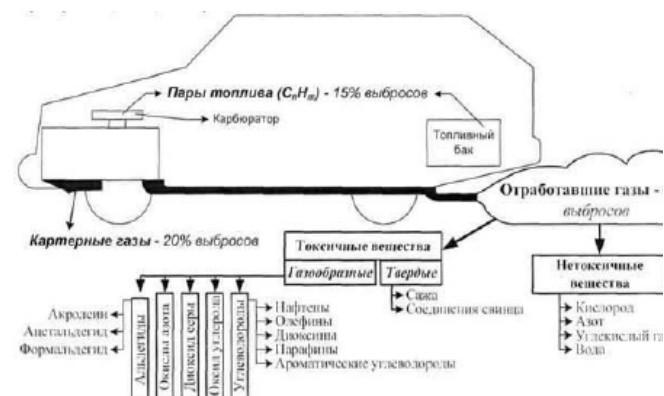 Пары топлива (CnHm) - 15% выбросов
Карбюратор
Топливный
бак
Отработавшие газы -
выбросов
Картерные газы - 20% выбросов
Токсичные вещества
Газообразные
Твердые
Нетоксичные
вещества
Сажа
Соединения свинца
Акролеин
Ацетальдегид
Формальдегид
Альдегиды
Окислы азота
Диоксид серы
Оксид углерода
Углеводороды
Нафтены
Олефины
Диоксины
Парафины
Ароматические углеводороды
Кислород
Азот
Углекислый га
Вода